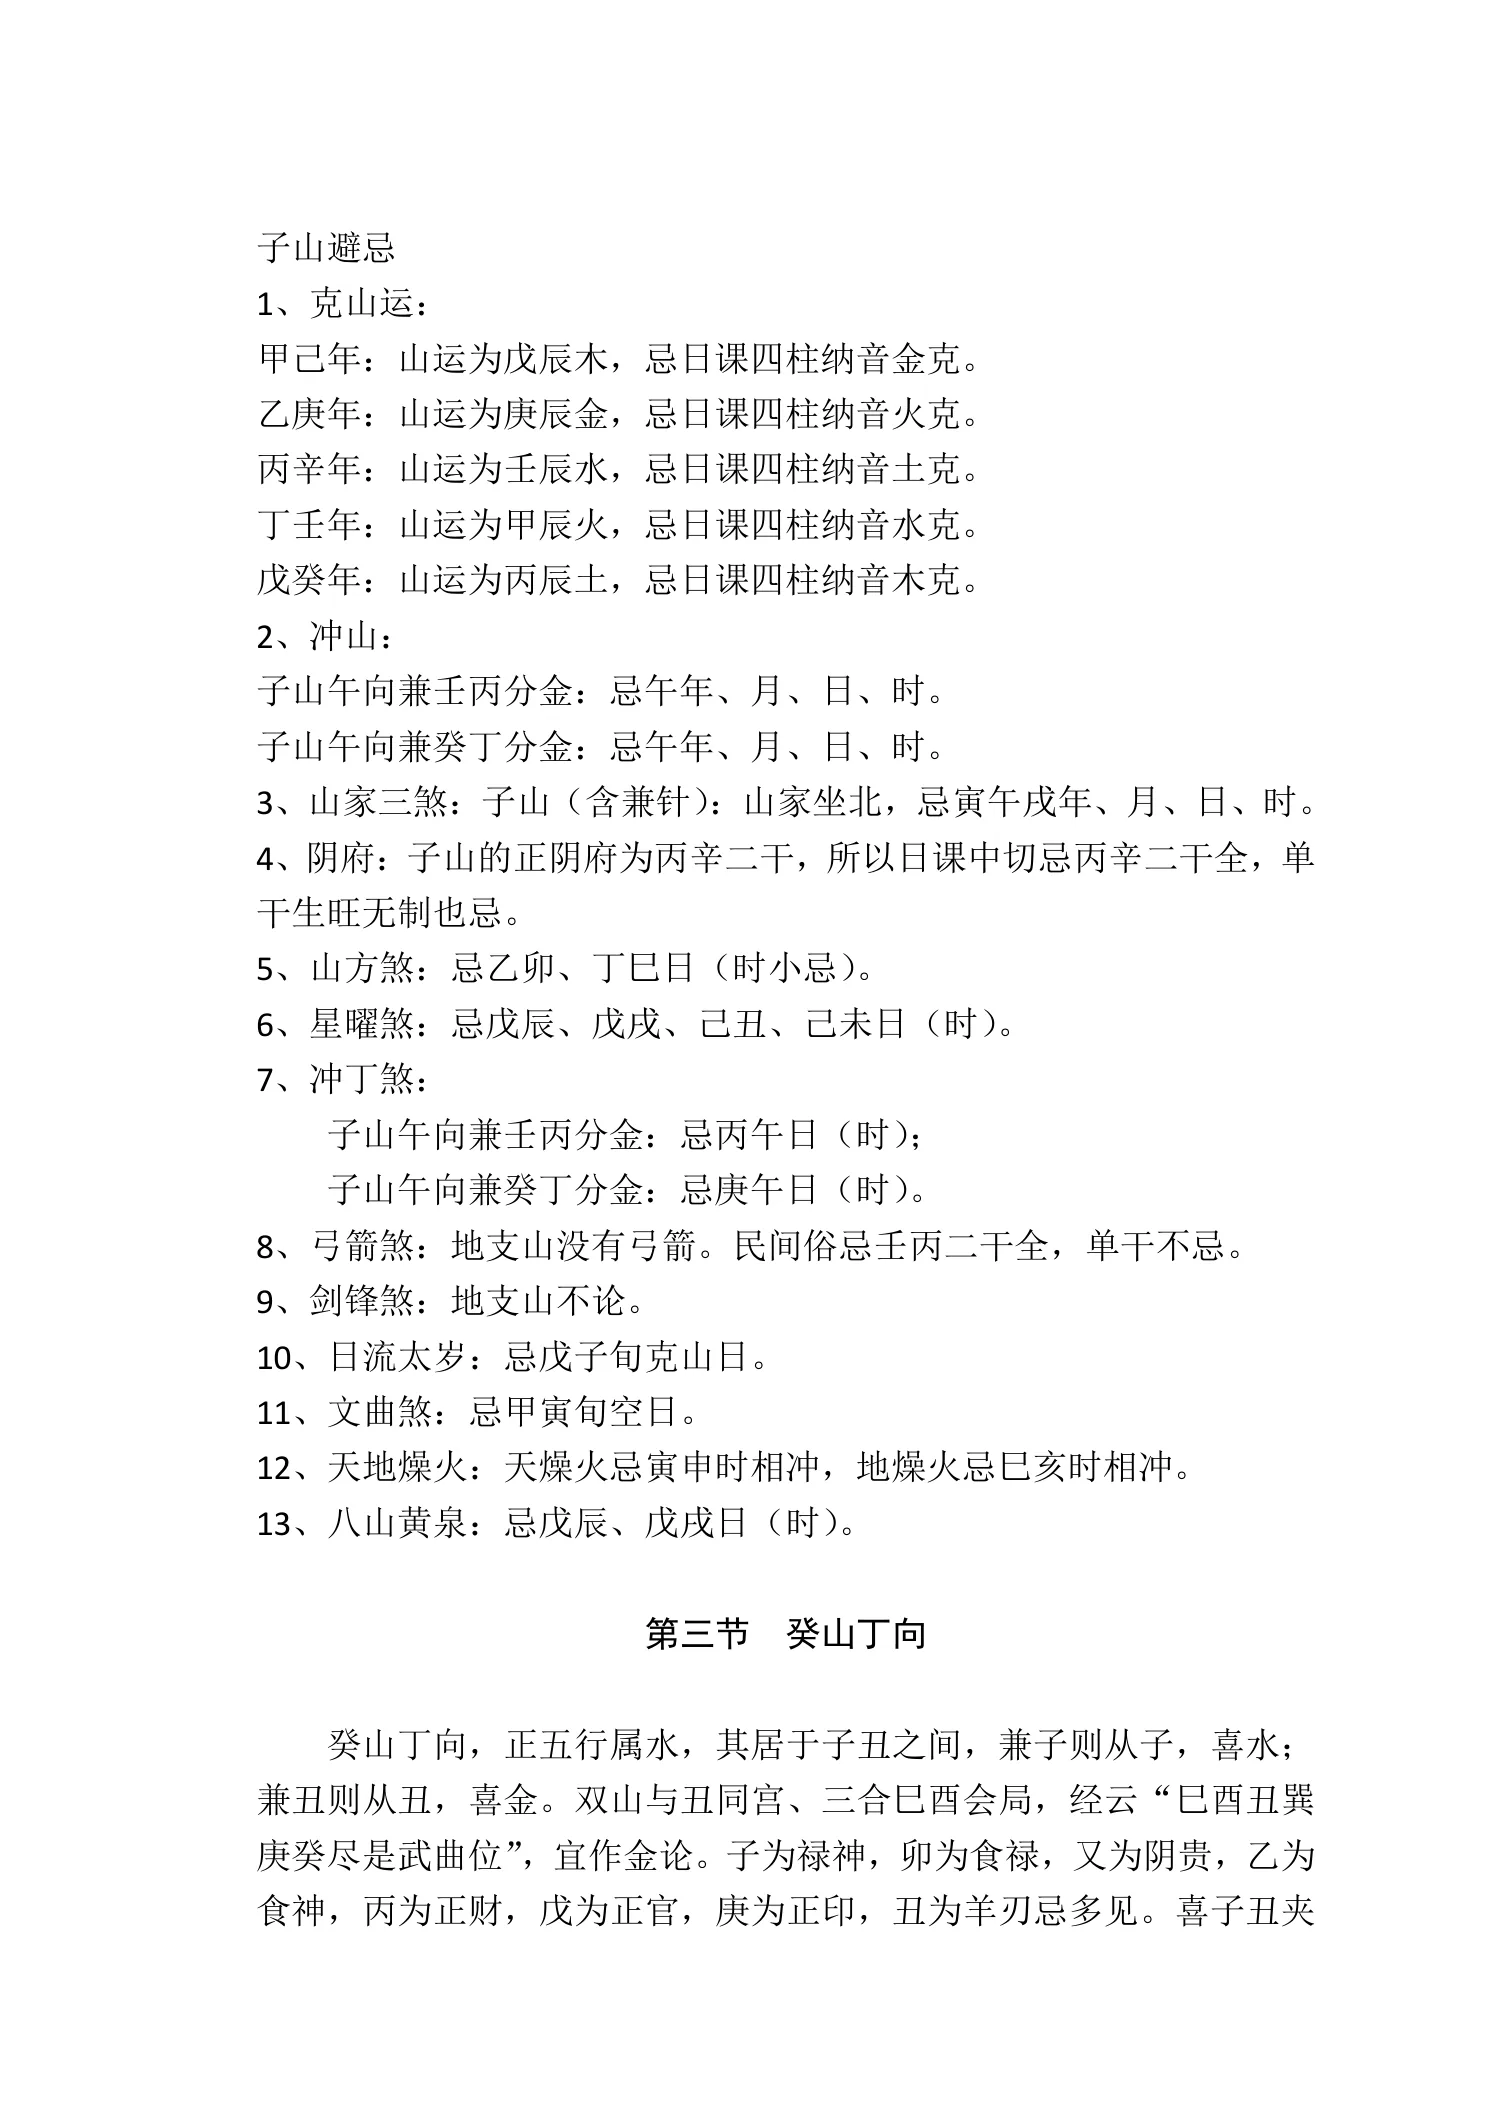 子山避忌
1、克山运：
甲己年：山运为戊辰木，忌日课四柱纳音金克。
乙庚年：山运为庚辰金，忌日课四柱纳音火克。
丙辛年：山运为壬辰水，忌日课四柱纳音土克。
丁壬年：山运为甲辰火，忌日课四柱纳音水克。
戊癸年：山运为丙辰土，忌日课四柱纳音木克。
2、冲山：
子山午向兼壬丙分金：忌午年、月、日、时。
子山午向兼癸丁分金：忌午年、月、日、时。
3、山家三煞：子山（含兼针）：山家坐北，忌寅午戌年、月、日、时。
4、阴府：子山的正阴府为丙辛二干，所以日课中切忌丙辛二干全，单
干生旺无制也忌。
5、山方煞：忌乙卯、丁巳日（时小忌）。
6、星曜煞：忌戊辰、戊戌、己丑、己未日（时）。
7、冲丁煞：
子山午向兼壬丙分金：忌丙午日（时）；
子山午向兼癸丁分金：忌庚午日（时）。
8、弓箭煞：地支山没有弓箭。民间俗忌壬丙二干全，单干不忌。
9、剑锋煞：地支山不论。
10、日流太岁：忌戊子旬克山日。
11、文曲煞：忌甲寅旬空日。
12、天地燥火：天燥火忌寅申时相冲，地燥火忌巳亥时相冲。
13、八山黄泉：忌戊辰、戊戌日（时）。
第三节　癸山丁向
癸山丁向，正五行属水，其居于子丑之间，兼子则从子，喜水；
兼丑则从丑，喜金。双山与丑同宫、三合巳酉会局，经云“巳酉丑巽
庚癸尽是武曲位”，宜作金论。子为禄神，卯为食禄，又为阴贵，乙为
食神，丙为正财，戊为正官，庚为正印，丑为羊刃忌多见。喜子丑夹